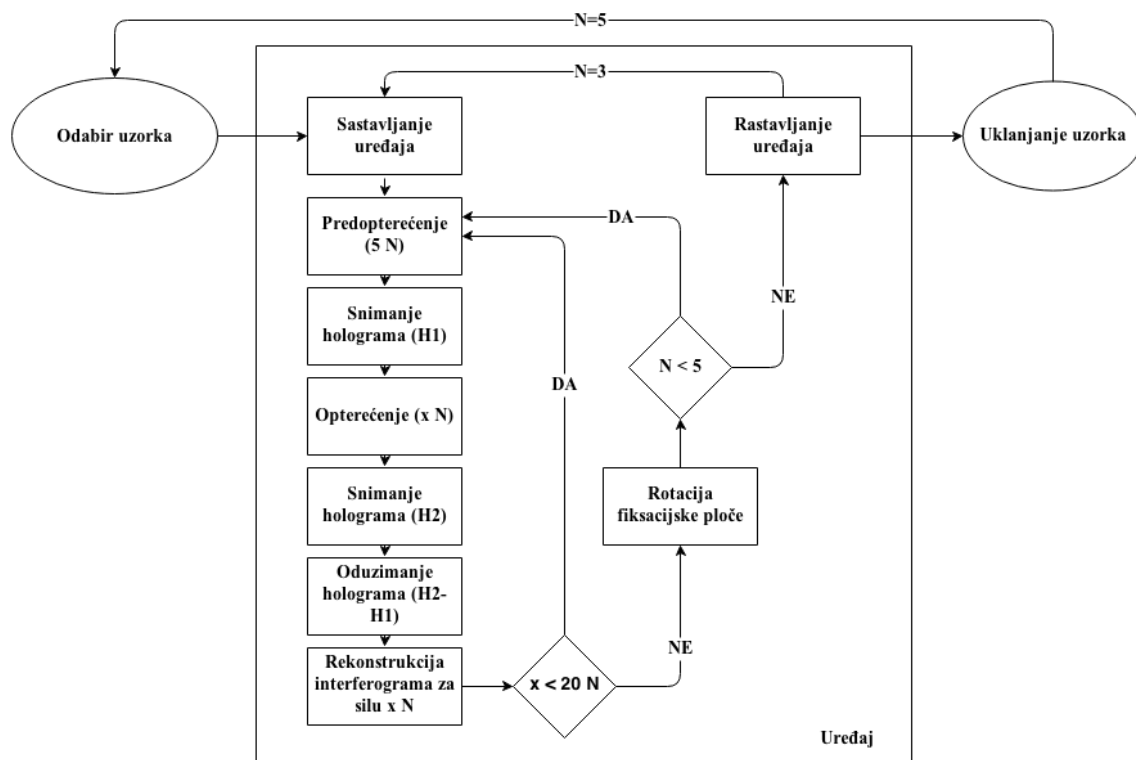 N=5
N=3
Odabir uzorka
Sastavljanje
uređaja
Rastavljanje
uređaja
Uklanjanje uzorka
Predopterećenje
(5 N)
DA
Snimanje
holograma (H1)
NE
N < 5
DA
Opterećenje (x N)
Snimanje
holograma (H2)
Rotacija
fiksacijske ploče
Oduzimanje
holograma (H2-
H1)
Rekonstrukcija
interferograma za
silu x N
x < 20 N
NE
Uređaj